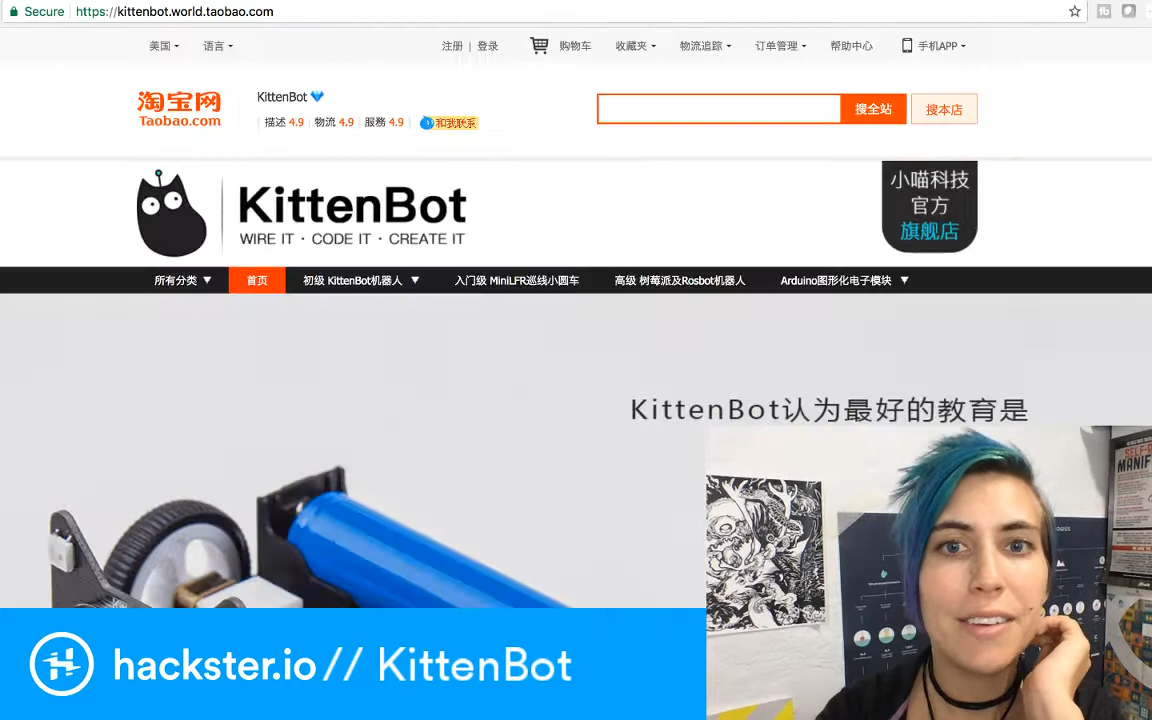 Secure https://kittenbot.world.taobao.com
美国 语言 注册 | 登录 购物车 收藏夹 物流追踪 订单管理 帮助中心 手机APP
淘宝网
Taobao.com
KittenBot
描述 4.9 物流 4.9 服務 4.9 和我联系
搜全站 搜本店
KittenBot
WIRE IT · CODE IT · CREATE IT
小喵科技
官方
旗舰店
所有分类 首页 初级 KittenBot机器人 入门级 MiniLFR巡线小圆车 高级 树莓派及Rosbot机器人 Arduino图形化电子模块
KittenBot认为最好的教育是
MANIF
hackster.io // KittenBot